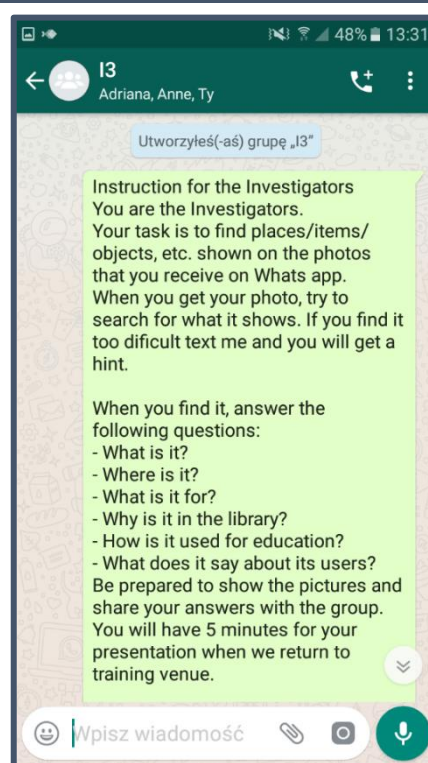 48% 13:31
I3
Adriana, Anne, Ty
Utworzyłeś(-aś) grupę „I3”
Instruction for the Investigators
You are the Investigators.
Your task is to find places/items/
objects, etc. shown on the photos
that you receive on Whats app.
When you get your photo, try to
search for what it shows. If you find it
too dificult text me and you will get a
hint.
When you find it, answer the
following questions:
- What is it?
- Where is it?
- What is it for?
- Why is it in the library?
- How is it used for education?
- What does it say about its users?
Be prepared to show the pictures and
share your answers with the group.
You will have 5 minutes for your
presentation when we return to
training venue.
Wpisz wiadomość